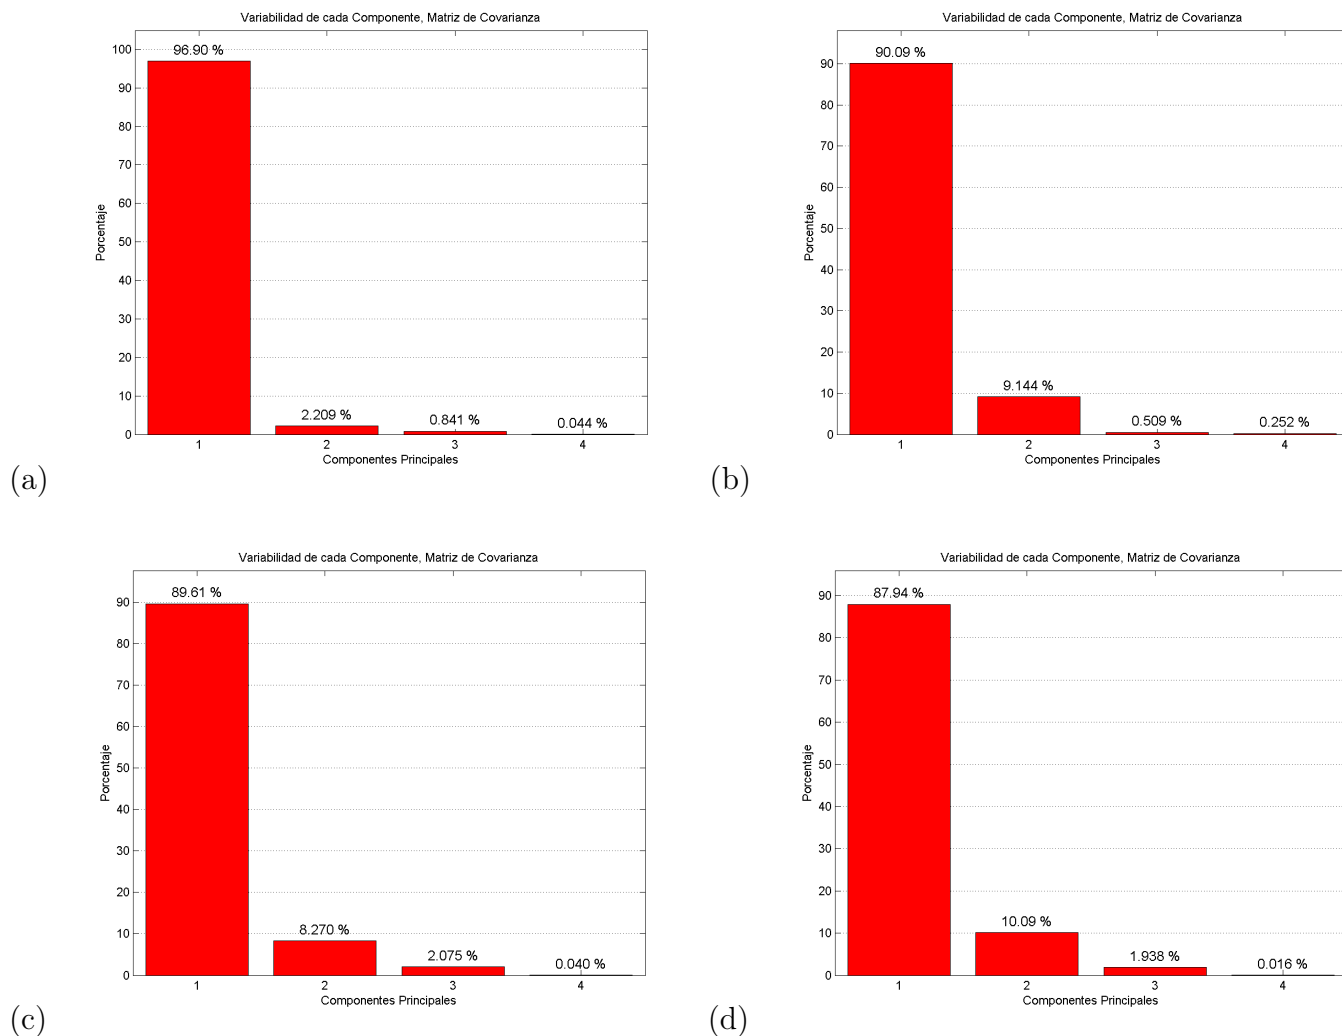 Variabilidad de cada Componente, Matriz de Covarianza
100
90
80
70
60
50
40
30
20
10
0
Porcentaje
96.90 %
2.209 %
0.841 %
0.044 %
1 2 3 4
Componentes Principales
(a)
Variabilidad de cada Componente, Matriz de Covarianza
90
80
70
60
50
40
30
20
10
0
Porcentaje
90.09 %
9.144 %
0.509 %
0.252 %
1 2 3 4
Componentes Principales
(b)
Variabilidad de cada Componente, Matriz de Covarianza
90
80
70
60
50
40
30
20
10
0
Porcentaje
89.61 %
8.270 %
2.075 %
0.040 %
1 2 3 4
Componentes Principales
(c)
Variabilidad de cada Componente, Matriz de Covarianza
90
80
70
60
50
40
30
20
10
0
Porcentaje
87.94 %
10.09 %
1.938 %
0.016 %
1 2 3 4
Componentes Principales
(d)